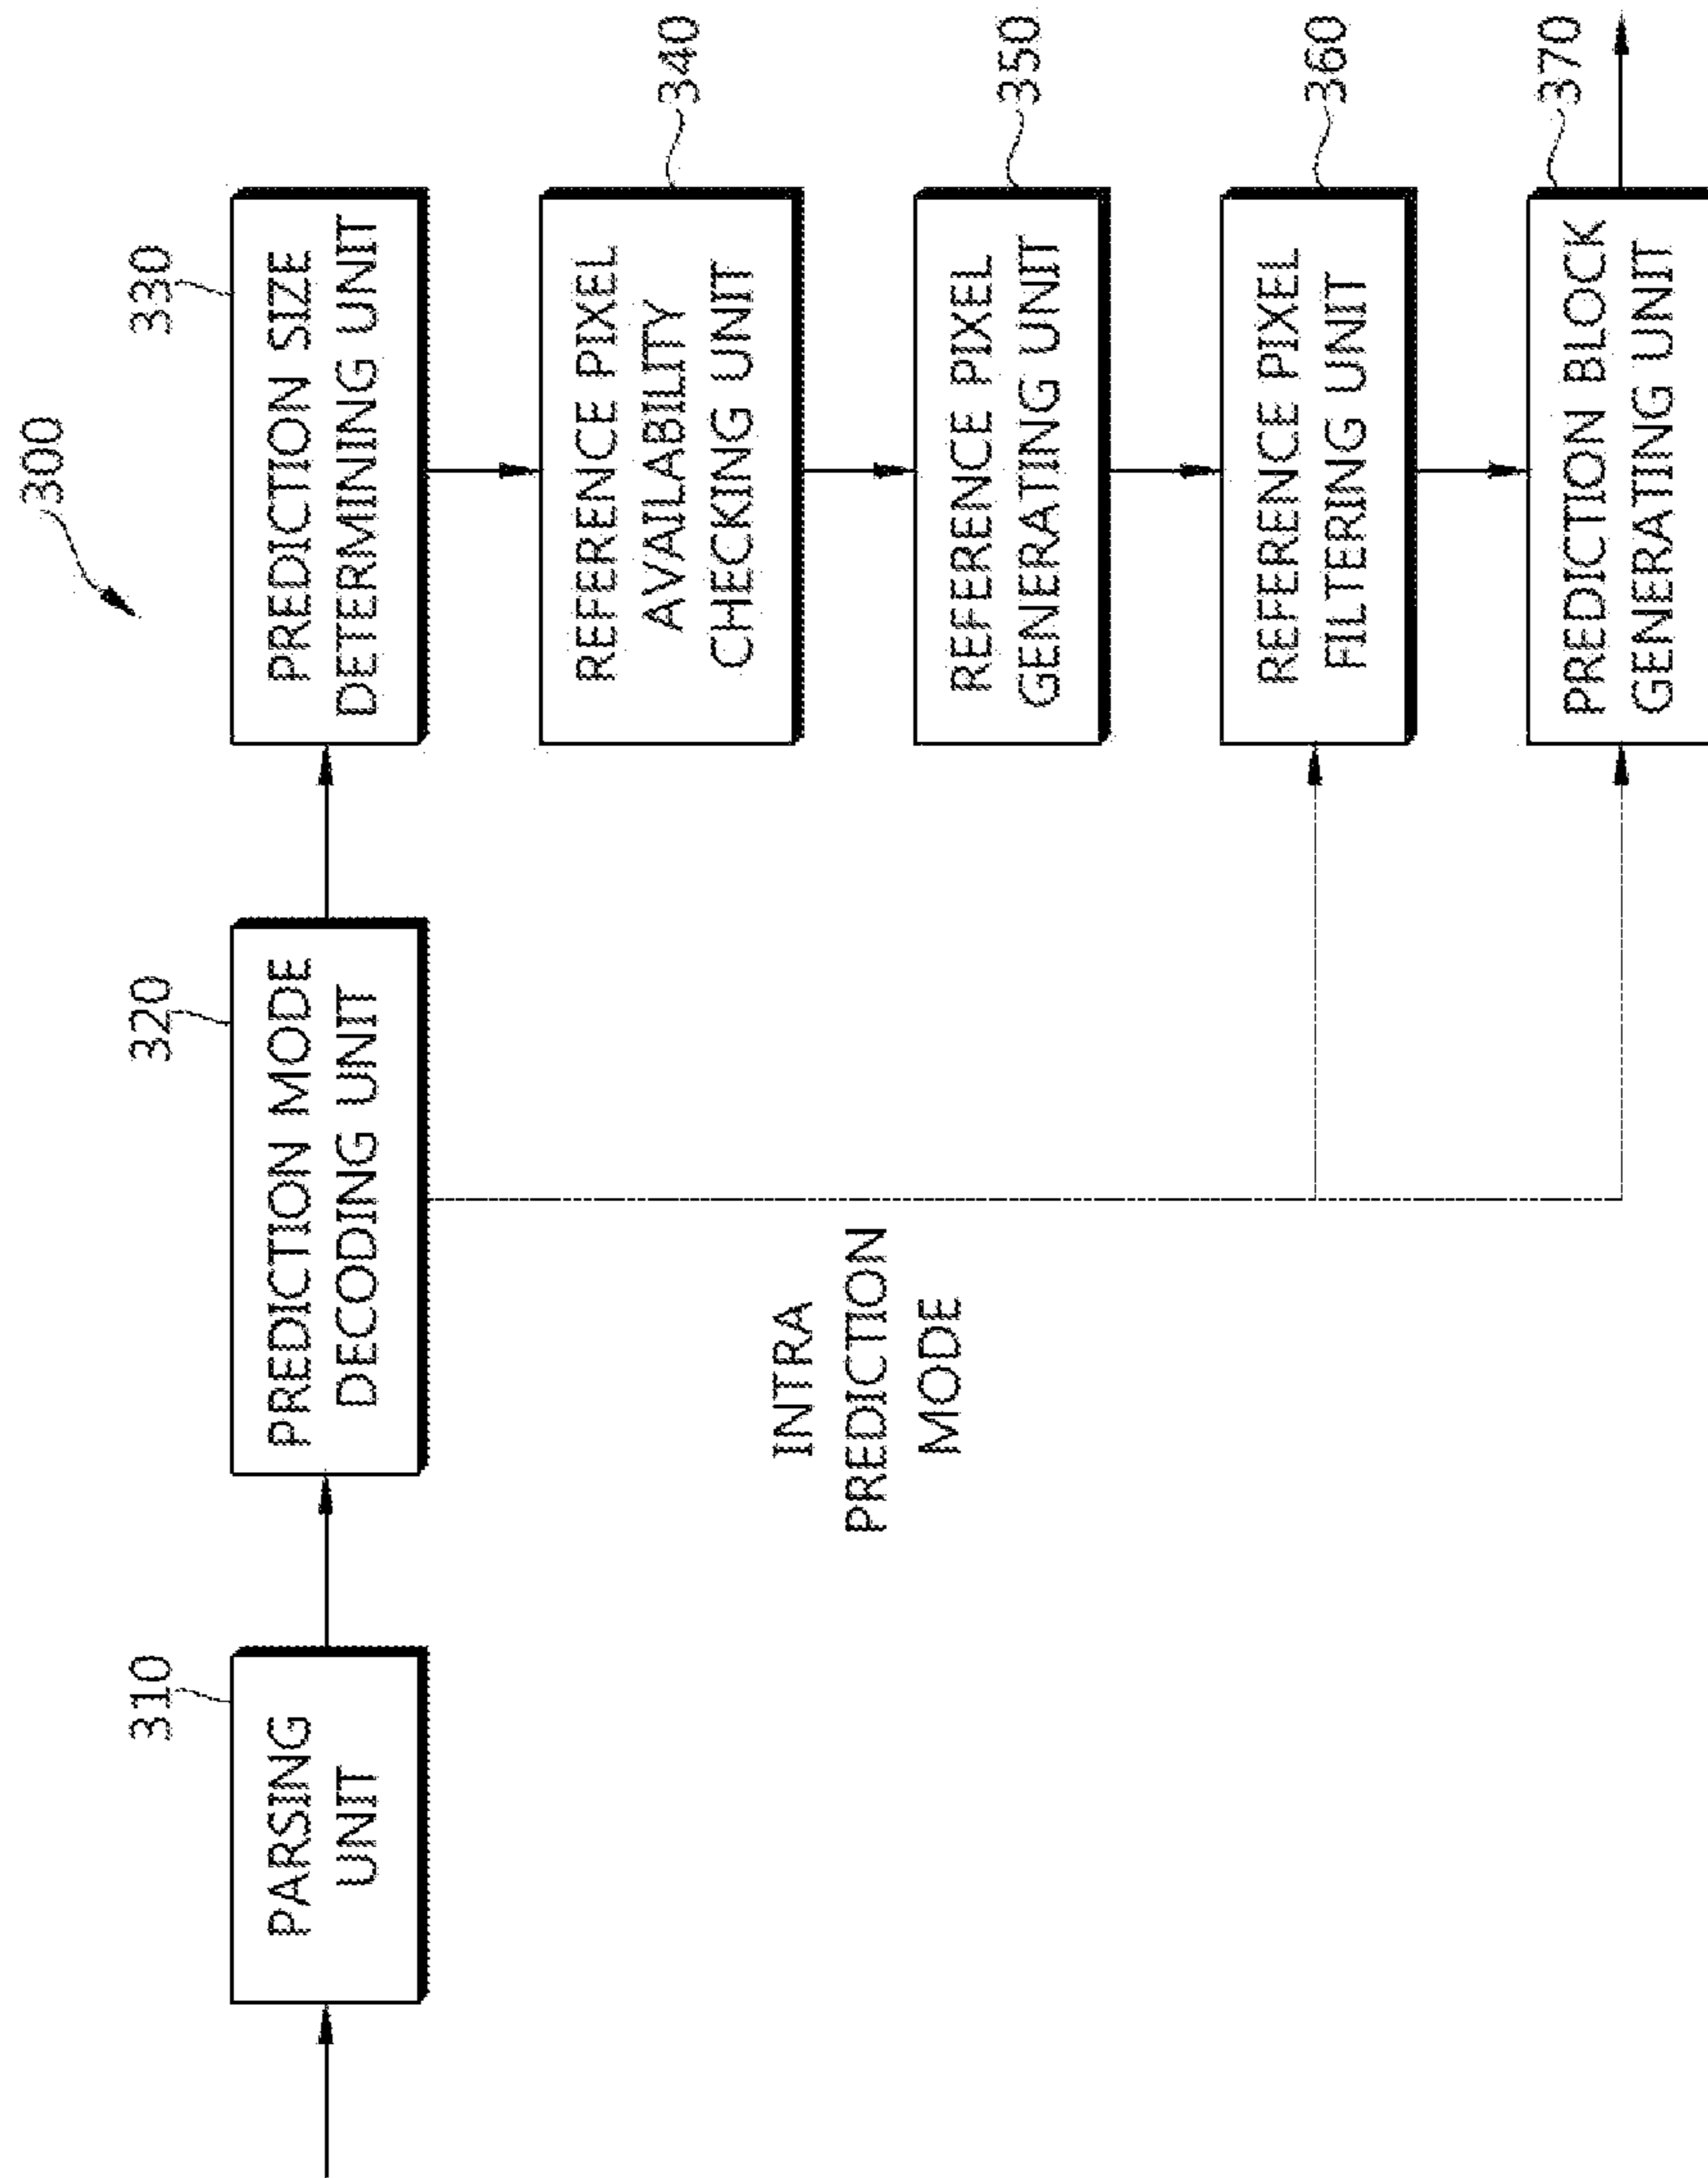 300
310
PARSING
UNIT
320
PREDICTION MODE
DECODING UNIT
330
PREDICTION SIZE
DETERMINING UNIT
INTRA
PREDICTION
MODE
REFERENCE PIXEL
AVAILABILITY
CHECKING UNIT
340
REFERENCE PIXEL
GENERATING UNIT
350
REFERENCE PIXEL
FILTERING UNIT
360
PREDICTION BLOCK
GENERATING UNIT
370